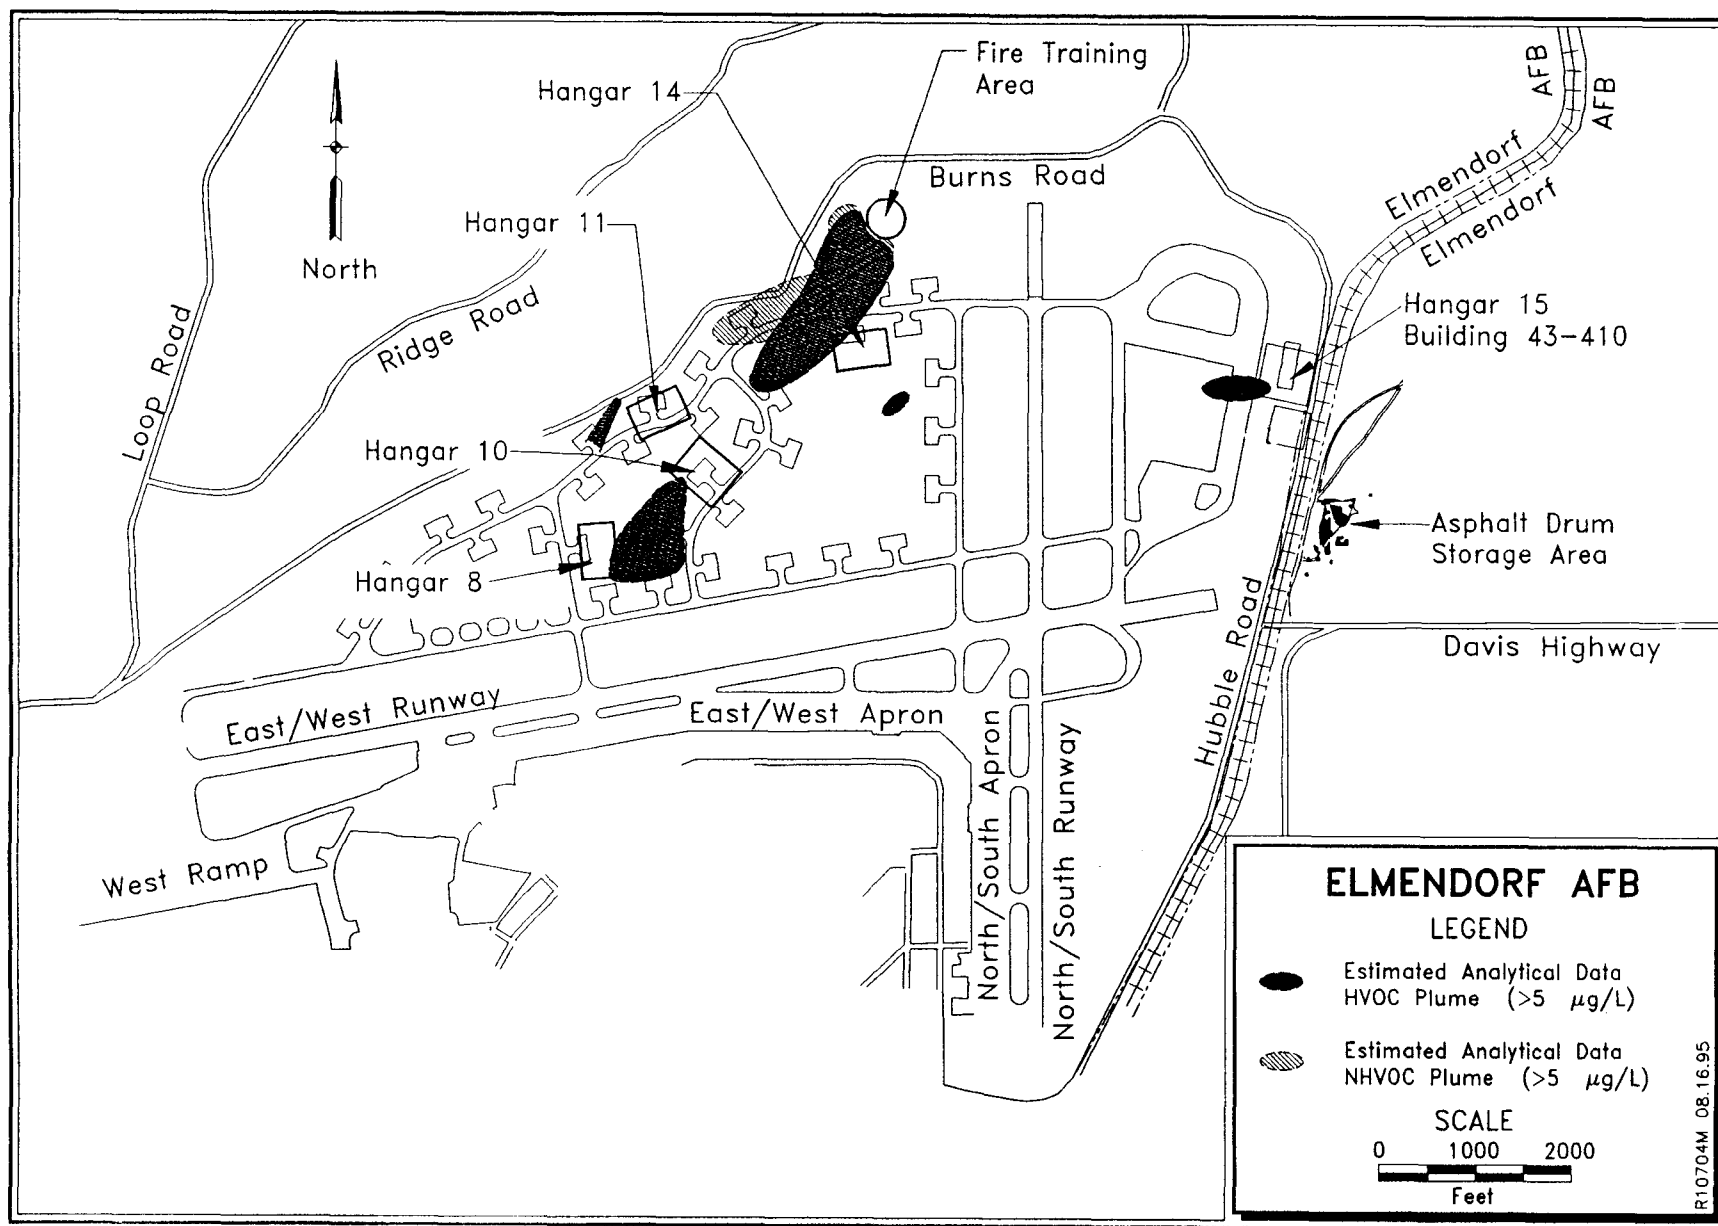 Fire Training
Area
Hangar 14
AFB
AFB
Elmendorf
Elmendorf
Burns Road
Hangar 11
North
Ridge Road
Loop Road
Hangar 15
Building 43-410
Hangar 10
Asphalt Drum
Storage Area
Hangar 8
Hubble Road
Davis Highway
East/West Runway
East/West Apron
North/South Apron
North/South Runway
West Ramp
ELMENDORF AFB
LEGEND
Estimated Analytical Data
HVOC Plume (>5 µg/L)
Estimated Analytical Data
NHVOC Plume (>5 µg/L)
SCALE
0 1000 2000
Feet
R10704M 08.16.95